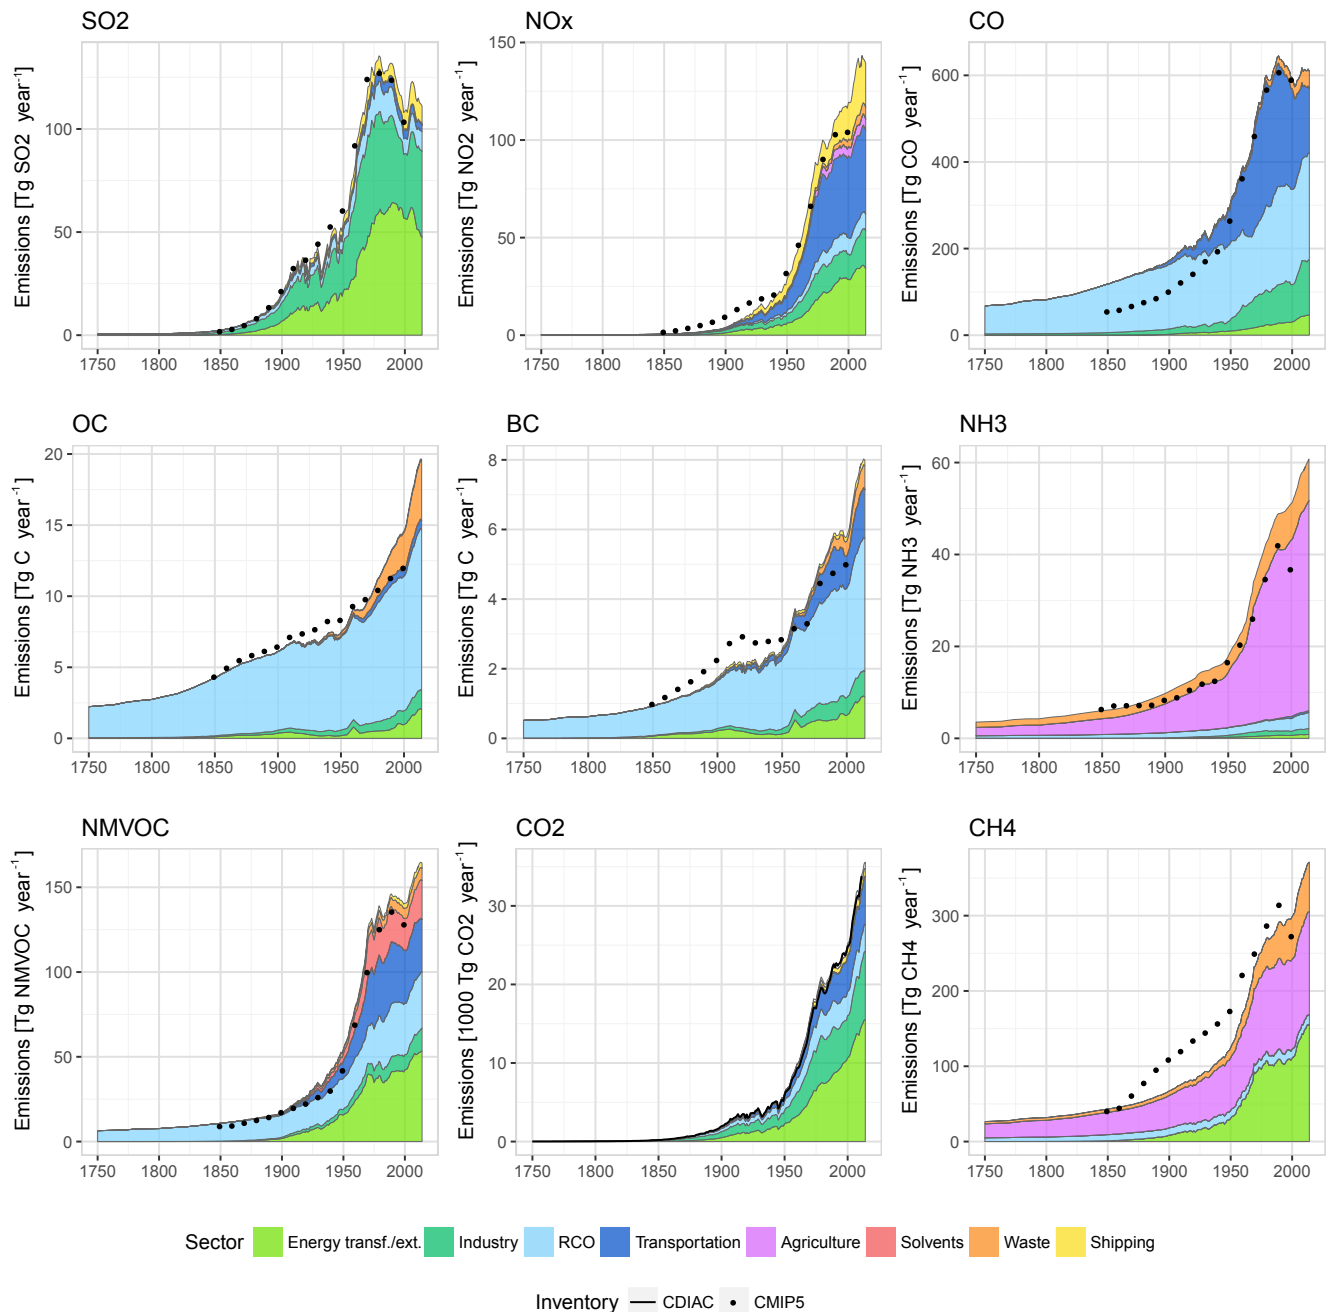 SO2
NOx
CO
Emissions [Tg SO2 year-1]
100
50
0
1750 1800 1850 1900 1950 2000
Emissions [Tg NO2 year-1]
150
100
50
0
1750 1800 1850 1900 1950 2000
Emissions [Tg CO year-1]
600
400
200
0
1750 1800 1850 1900 1950 2000
OC
BC
NH3
Emissions [Tg C year-1]
20
15
10
5
0
1750 1800 1850 1900 1950 2000
Emissions [Tg C year-1]
8
6
4
2
0
1750 1800 1850 1900 1950 2000
Emissions [Tg NH3 year-1]
60
40
20
0
1750 1800 1850 1900 1950 2000
NMVOC
CO2
CH4
Emissions [Tg NMVOC year-1]
150
100
50
0
1750 1800 1850 1900 1950 2000
Emissions [1000 Tg CO2 year-1]
30
20
10
0
1750 1800 1850 1900 1950 2000
Emissions [Tg CH4 year-1]
300
200
100
0
1750 1800 1850 1900 1950 2000
Sector Energy transf./ext. Industry RCO Transportation Agriculture Solvents Waste Shipping
Inventory CDIAC CMIP5